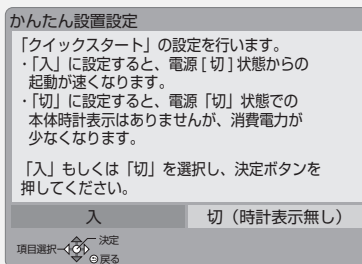 かんたん設置設定
「クイックスタート」の設定を行います。
・「入」に設定すると、電源［切］状態からの
起動が速くなります。
・「切」に設定すると、電源「切」状態での
本体時計表示はありませんが、消費電力が
少なくなります。
「入」もしくは「切」を選択し、決定ボタンを
押してください。
入
切（時計表示無し）
項目選択
決定
戻る